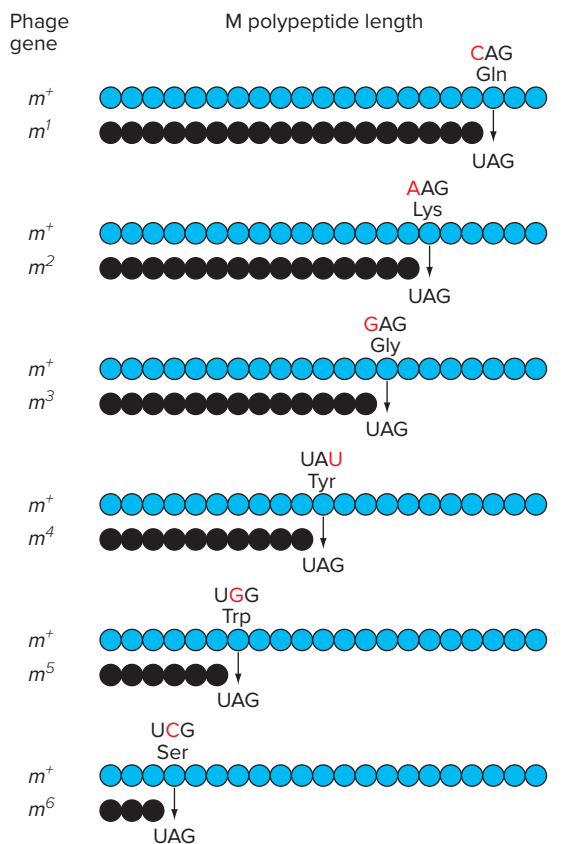 Phage gene
M polypeptide length
CAG
Gln
m+
m1
UAG
AAG
Lys
m+
m2
UAG
GAG
Gly
m+
m3
UAG
UAU
Tyr
m+
m4
UAG
UGG
Trp
m+
m5
UAG
UCG
Ser
m+
m6
UAG